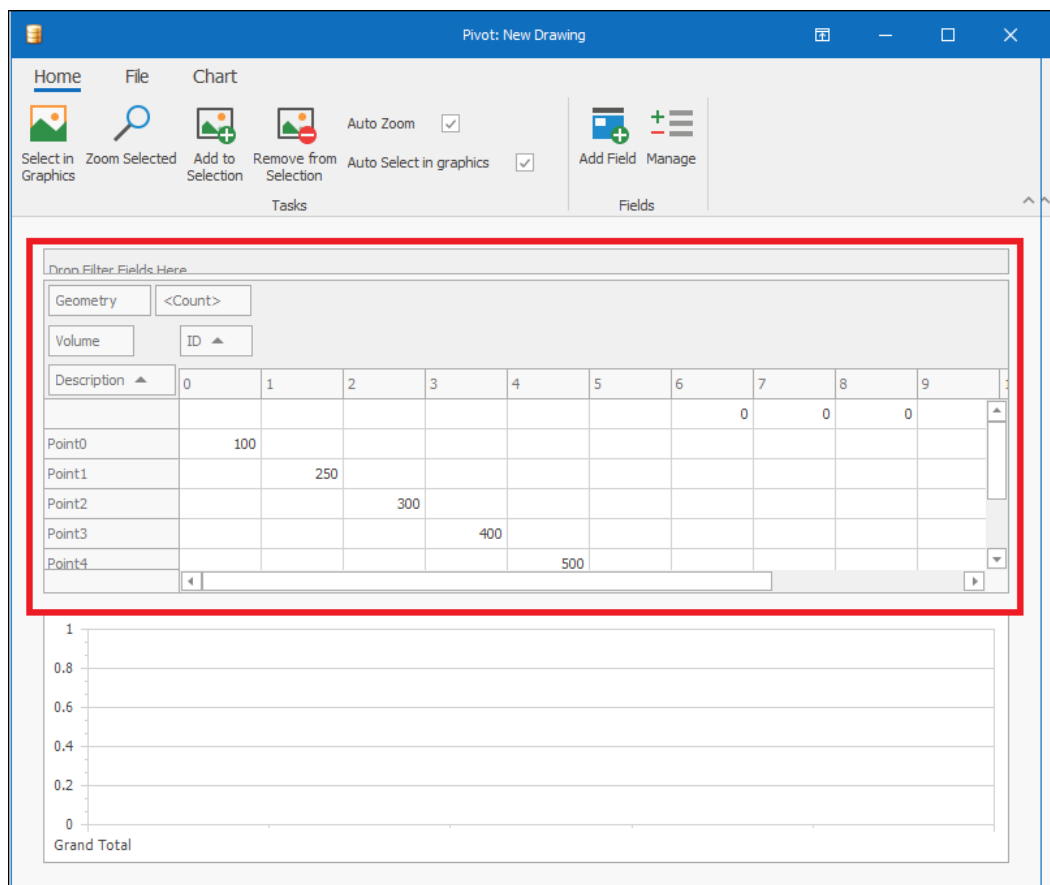 Pivot: New Drawing
Home File Chart
Select in Graphics Zoom Selected Add to Selection Remove from Selection Auto Zoom Auto Select in graphics Add Field Manage
Tasks Fields
Drop Filter Fields Here
Geometry <Count>
Volume ID
Description 0 1 2 3 4 5 6 7 8 9
0 0 0
Point0 100
Point1 250
Point2 300
Point3 400
Point4 500
1
0.8
0.6
0.4
0.2
0
Grand Total